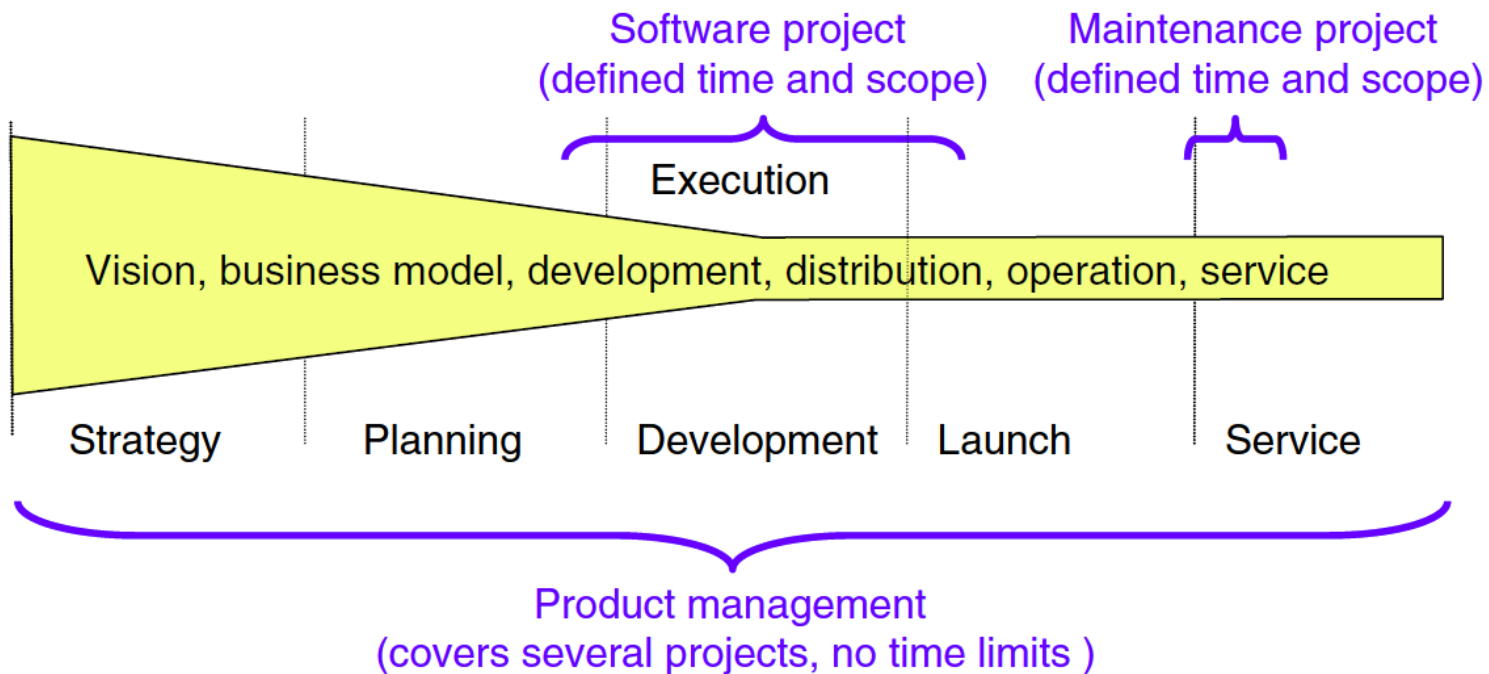 Software project
(defined time and scope)
Maintenance project
(defined time and scope)
Execution
Vision, business model, development, distribution, operation, service
Strategy
Planning
Development
Launch
Service
Product management
(covers several projects, no time limits )